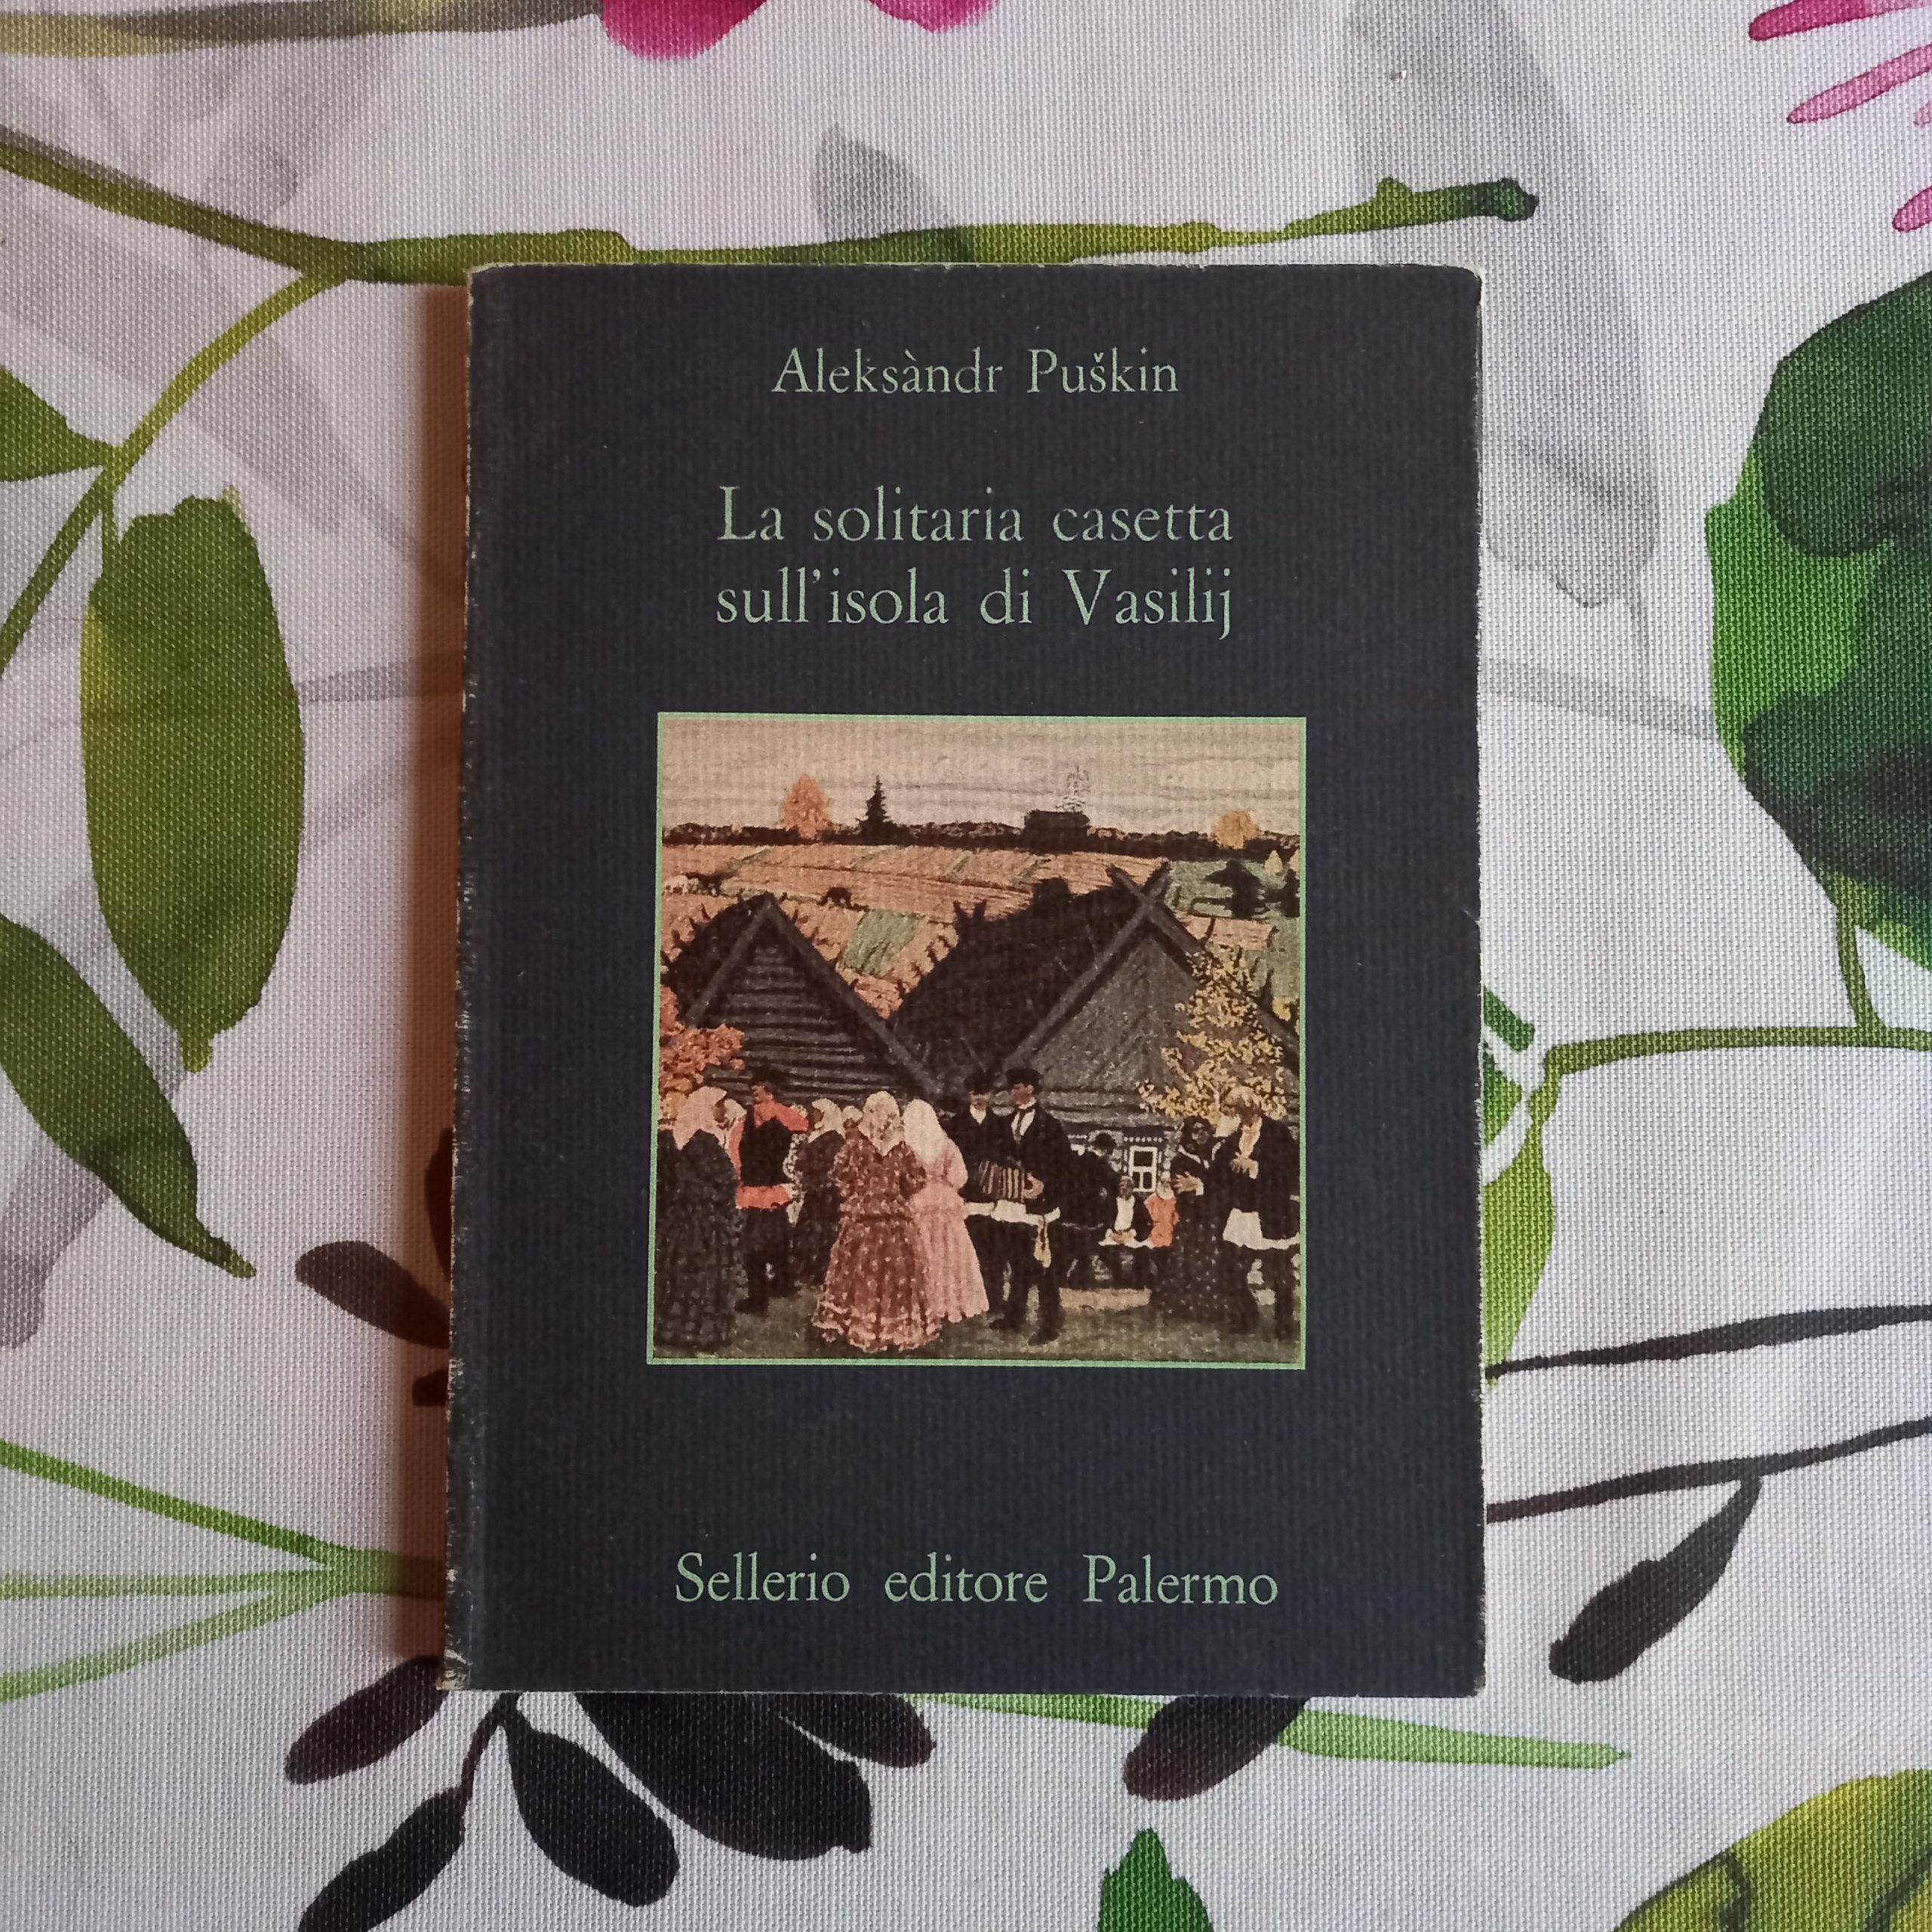 Aleksàndr Puškin
La solitaria casetta
sull'isola di Vasilij
Sellerio editore Palermo